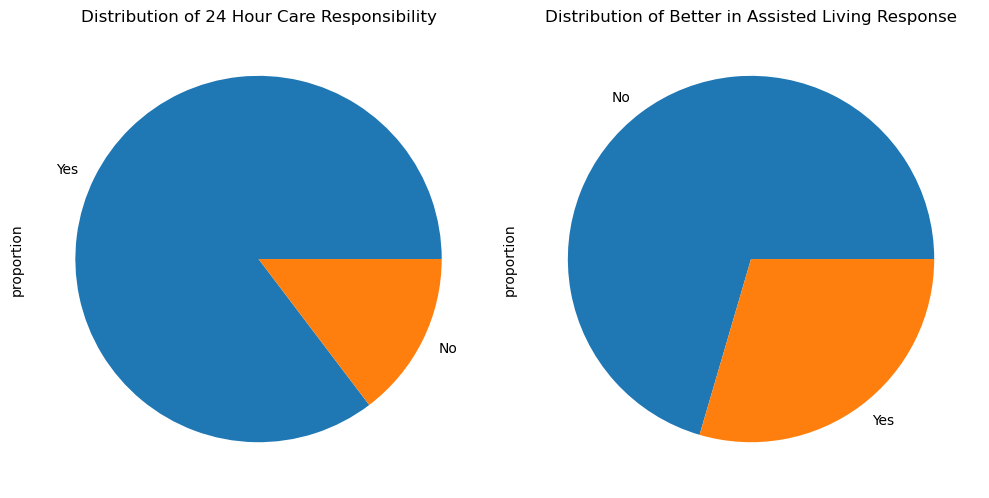 Distribution of 24 Hour Care Responsibility
Yes
proportion
No
Distribution of Better in Assisted Living Response
No
proportion
Yes